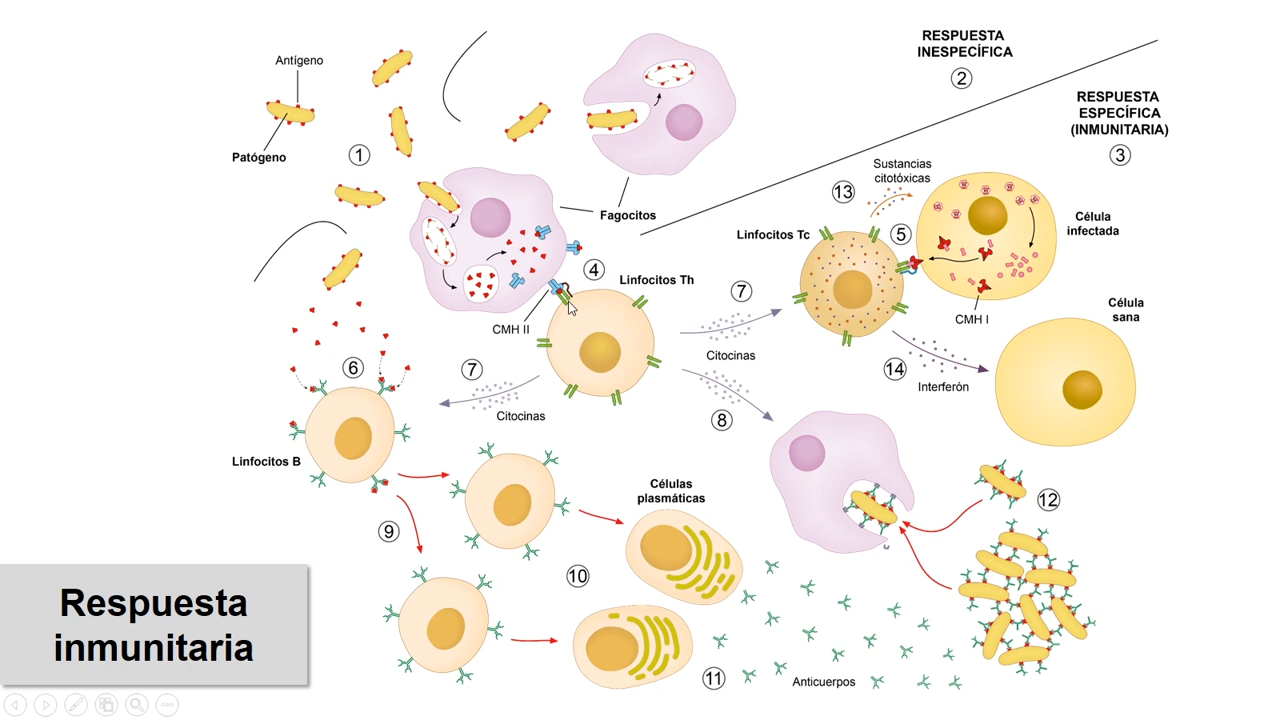 RESPUESTA
INESPECÍFICA
2
RESPUESTA
ESPECÍFICA
(INMUNITARIA)
3
Antígeno
Patógeno
1
Fagocitos
4
Linfocitos Th
CMH II
Sustancias
citotóxicas
13
Linfocitos Tc
5
Célula
infectada
CMH I
7
Citocinas
Célula
sana
14
Interferón
6
7
Citocinas
8
Linfocitos B
9
Células
plasmáticas
12
10
11
Anticuerpos
Respuesta
inmunitaria